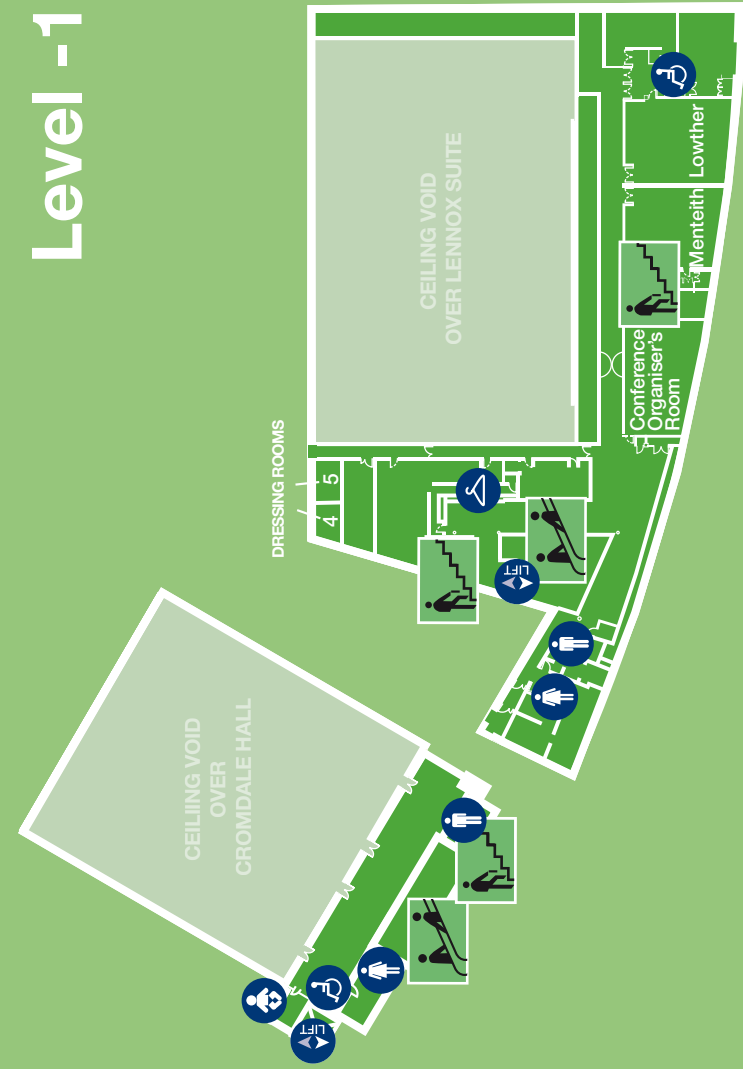 Level -1
CEILING VOID
OVER LENNOX SUITE
Lowther
Menteith
Conference
Organiser's
Room
DRESSING ROOMS
5
4
LIFT
CEILIING VOID
OVER
CROMDALE HALL
LIFT